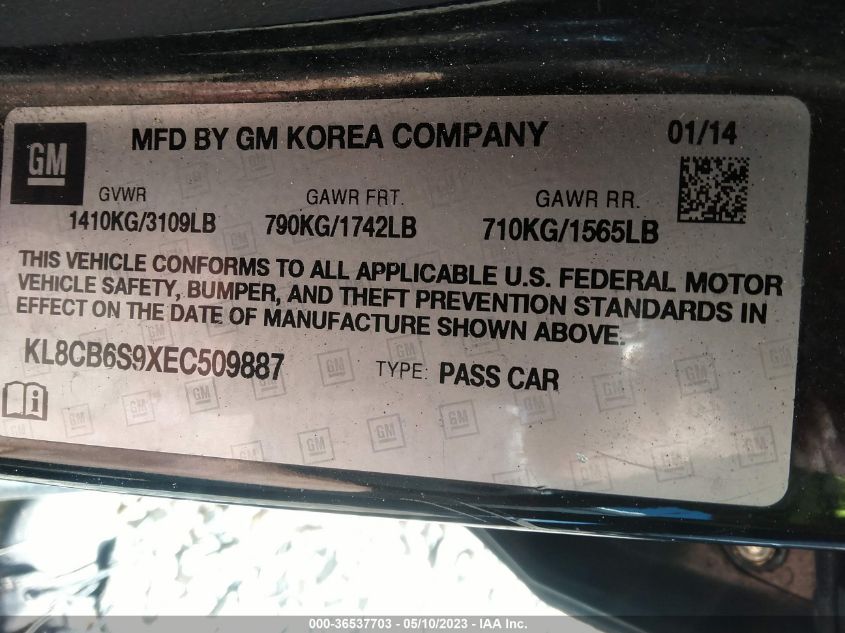 GM
MFD BY GM KOREA COMPANY 01/14
GVWR GAWR FRT. GAWR RR.
1410KG/3109LB 790KG/1742LB 710KG/1565LB
THIS VEHICLE CONFORMS TO ALL APPLICABLE U.S. FEDERAL MOTOR
VEHICLE SAFETY, BUMPER, AND THEFT PREVENTION STANDARDS IN
EFFECT ON THE DATE OF MANUFACTURE SHOWN ABOVE.
KL8CB6S9XEC509887 TYPE: PASS CAR
000-36537703 - 05/10/2023 - IAA Inc.